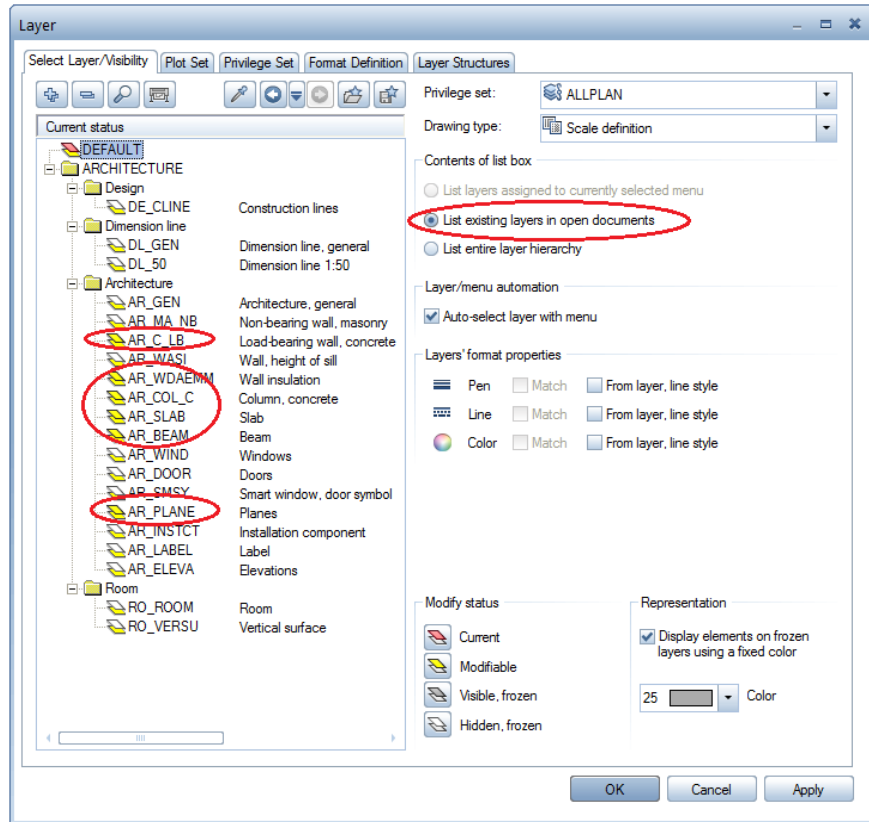 Layer
Select Layer/Visibility Plot Set Privilege Set Format Definition Layer Structures
Current status
DEFAULT
ARCHITECTURE
Design
DE_CLINE Construction lines
Dimension line
DL_GEN Dimension line, general
DL_50 Dimension line 1:50
Architecture
AR_GEN Architecture, general
AR_MA_NB Non-bearing wall, masonry
AR_C_LB Load-bearing wall, concrete
AR_WASI Wall, height of sill
AR_WDAEMM Wall insulation
AR_COL_C Column, concrete
AR_SLAB Slab
AR_BEAM Beam
AR_WIND Windows
AR_DOOR Doors
AR_SMSY Smart window, door symbol
AR_PLANE Planes
AR_INSTCT Installation component
AR_LABEL Label
AR_ELEVA Elevations
Room
RO_ROOM Room
RO_VERSU Vertical surface
Privilege set: ALLPLAN
Drawing type: Scale definition
Contents of list box
List layers assigned to currently selected menu
List existing layers in open documents
List entire layer hierarchy
Layer/menu automation
Auto-select layer with menu
Layers' format properties
Pen Match From layer, line style
Line Match From layer, line style
Color Match From layer, line style
Modify status
Current
Modifiable
Visible, frozen
Hidden, frozen
Representation
Display elements on frozen
layers using a fixed color
25 Color
OK Cancel Apply